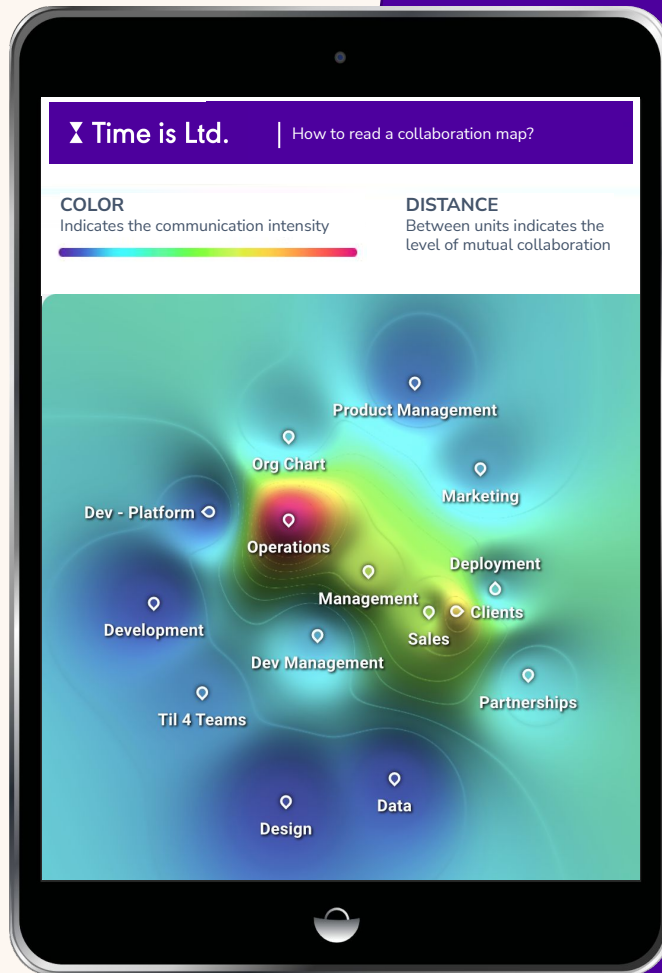 Time is Ltd.
How to read a collaboration map?
COLOR
Indicates the communication intensity
DISTANCE
Between units indicates the
level of mutual collaboration
Product Management
Org Chart
Marketing
Dev - Platform
Operations
Deployment
Management
Clients
Development
Sales
Dev Management
Partnerships
Til 4 Teams
Data
Design